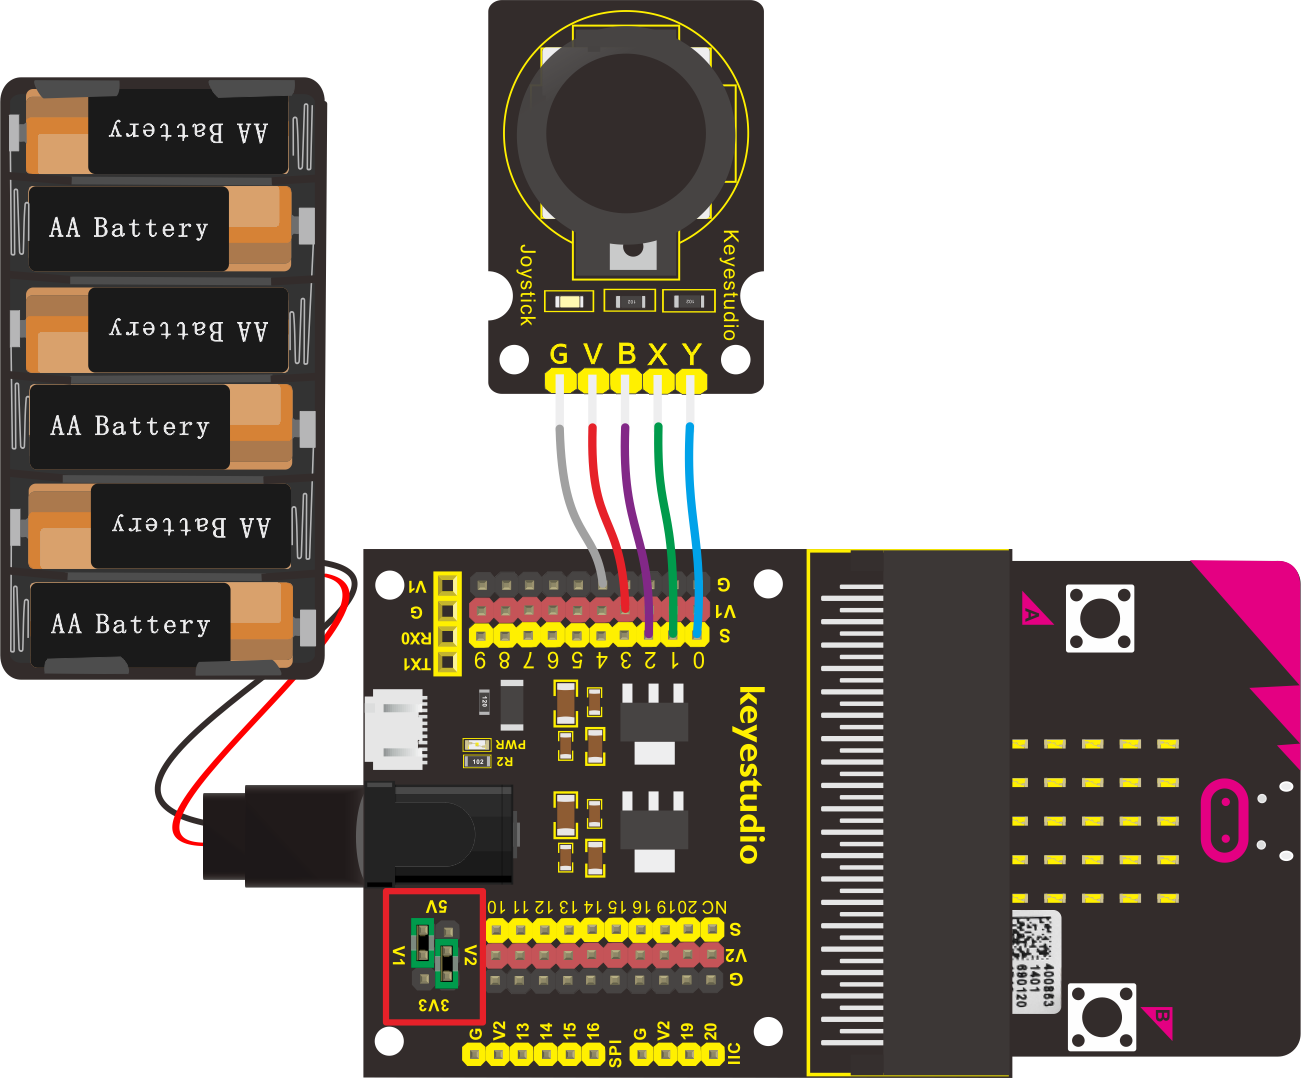 AA Battery
AA Battery
AA Battery
AA Battery
AA Battery
AA Battery
Joystick
Keyestudio
102
102
G V B X Y
V1
G
RX0
TX1
G
V1
S
9 8 7 6 5 4 3 2 1 0
120
PWR
102 R2
keyestudio
5V
V1
V2
3V3
10 11 12 13 14 15 16 19 20 NC
S
V2
G
G V2 13 14 15 16
SPI
G V2 19 20
IIC
A
B
400863
1401
690120